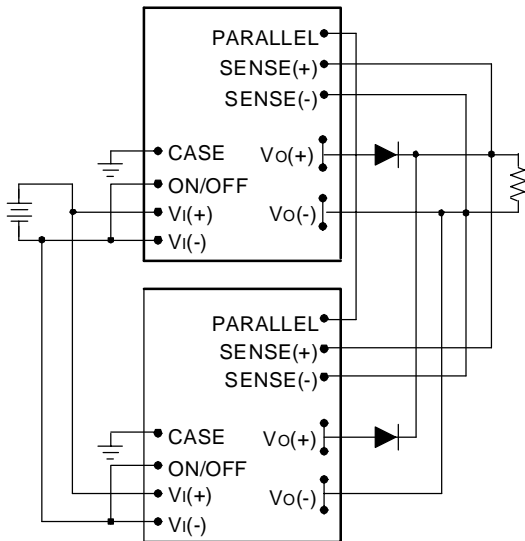 PARALLEL
SENSE(+)
SENSE(-)
CASE
VO(+)
ON/OFF
VI(+)
VO(-)
VI(-)
PARALLEL
SENSE(+)
SENSE(-)
CASE
VO(+)
ON/OFF
VI(+)
VO(-)
VI(-)